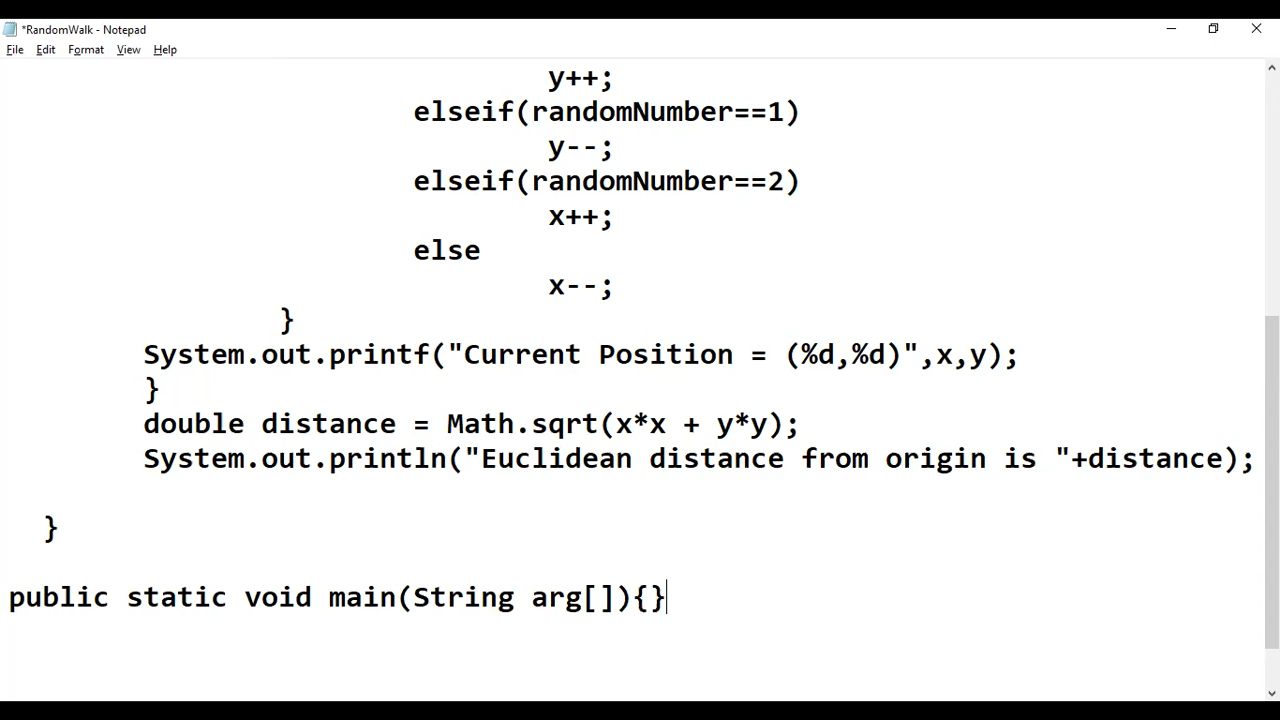 *RandomWalk - Notepad
File Edit Format View Help
y++;
elseif(randomNumber==1)
y--;
elseif(randomNumber==2)
x++;
else
x--;
}
System.out.printf("Current Position = (%d,%d)",x,y);
}
double distance = Math.sqrt(x*x + y*y);
System.out.println("Euclidean distance from origin is "+distance);
}
public static void main(String arg[]){}